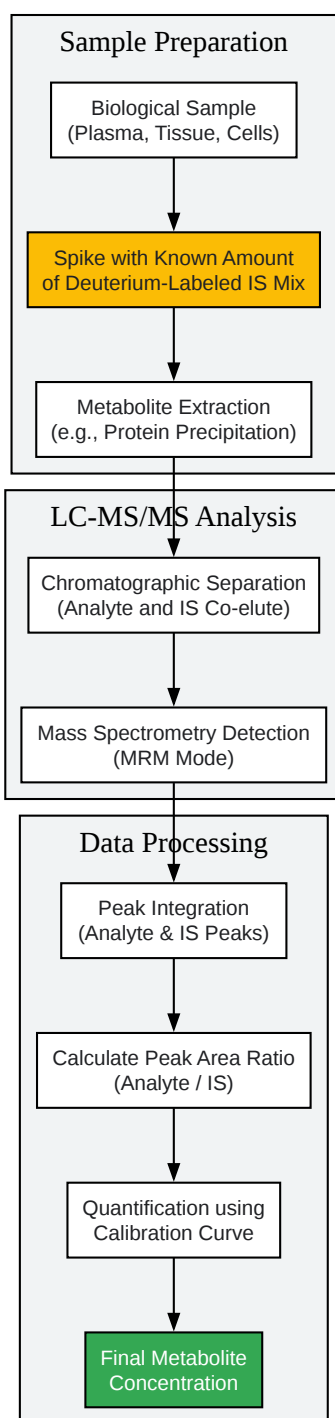 Sample Preparation
Biological Sample
(Plasma, Tissue, Cells)
Spike with Known Amount
of Deuterium-Labeled IS Mix
Metabolite Extraction
(e.g., Protein Precipitation)
LC-MS/MS Analysis
Chromatographic Separation
(Analyte and IS Co-elute)
Mass Spectrometry Detection
(MRM Mode)
Data Processing
Peak Integration
(Analyte & IS Peaks)
Calculate Peak Area Ratio
(Analyte / IS)
Quantification using
Calibration Curve
Final Metabolite
Concentration